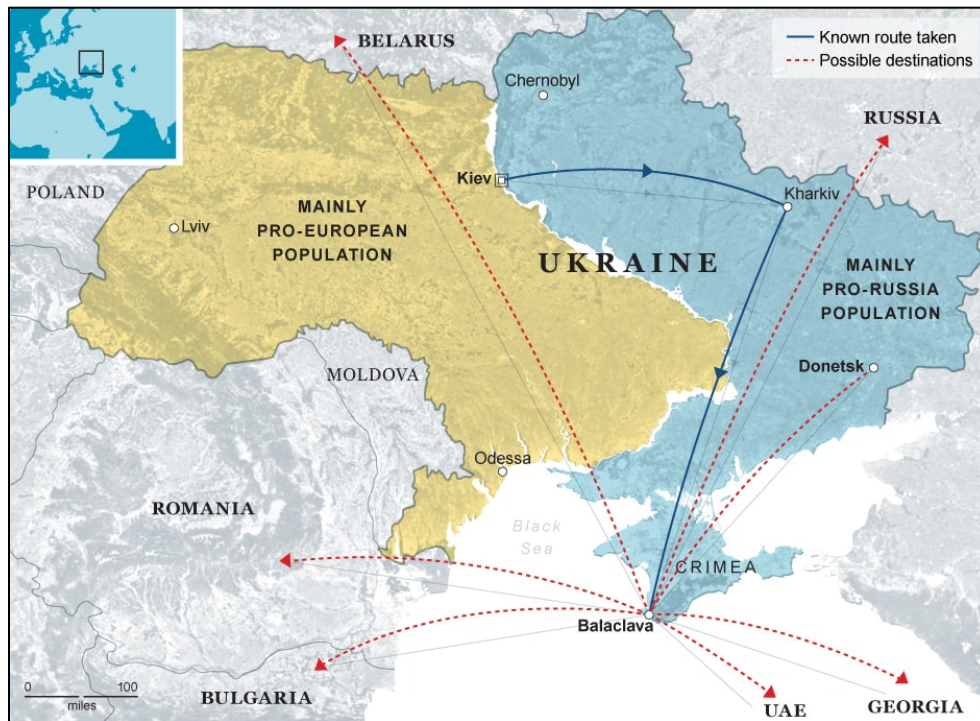 BELARUS
Known route taken
Possible destinations
Chernobyl
RUSSIA
POLAND
Kiev
Kharkiv
Lviv
MAINLY
PRO-EUROPEAN
POPULATION
UKRAINE
MAINLY
PRO-RUSSIA
POPULATION
MOLDOVA
Donetsk
Odessa
ROMANIA
Black
Sea
CRIMEA
Balaclava
0 100
miles
BULGARIA
UAE
GEORGIA